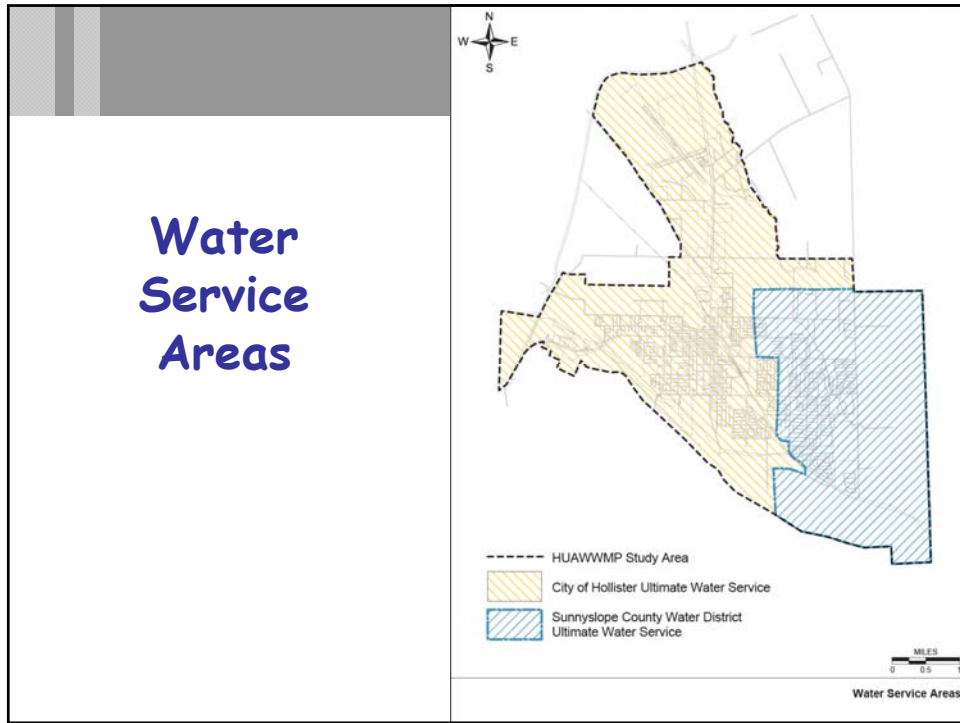 Water
Service
Areas
N
W E
S
HUAWWMP Study Area
City of Hollister Ultimate Water Service
Sunnyslope County Water District
Ultimate Water Service
MILES
0 0.5 1
Water Service Areas